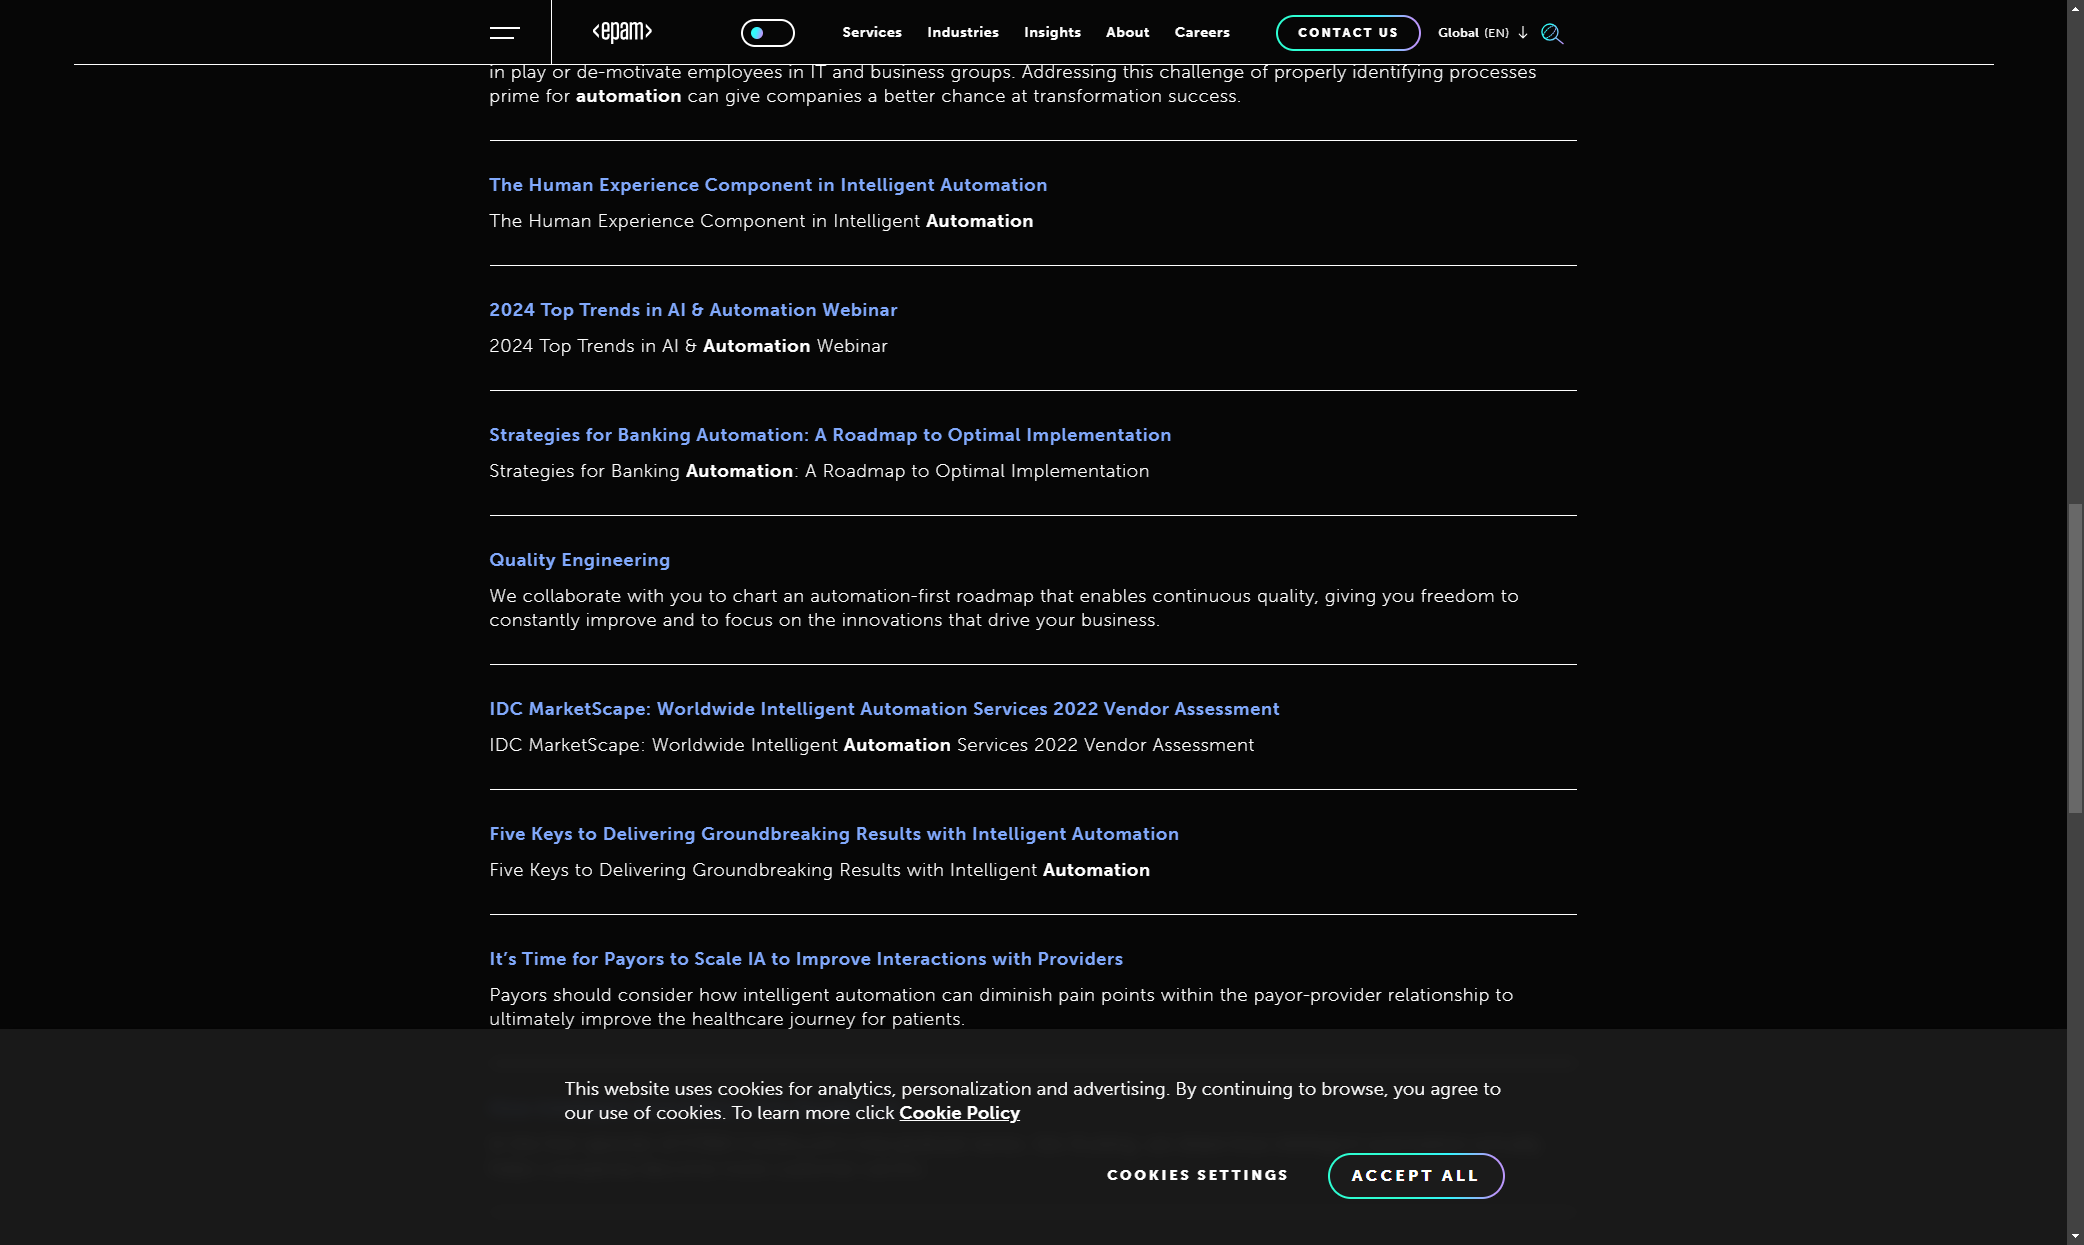 <epam>
Services Industries Insights About Careers CONTACT US Global (EN)
in play or de-motivate employees in IT and business groups. Addressing this challenge of properly identifying processes
prime for automation can give companies a better chance at transformation success.
The Human Experience Component in Intelligent Automation
The Human Experience Component in Intelligent Automation
2024 Top Trends in AI & Automation Webinar
2024 Top Trends in AI & Automation Webinar
Strategies for Banking Automation: A Roadmap to Optimal Implementation
Strategies for Banking Automation: A Roadmap to Optimal Implementation
Quality Engineering
We collaborate with you to chart an automation-first roadmap that enables continuous quality, giving you freedom to
constantly improve and to focus on the innovations that drive your business.
IDC MarketScape: Worldwide Intelligent Automation Services 2022 Vendor Assessment
IDC MarketScape: Worldwide Intelligent Automation Services 2022 Vendor Assessment
Five Keys to Delivering Groundbreaking Results with Intelligent Automation
Five Keys to Delivering Groundbreaking Results with Intelligent Automation
It’s Time for Payors to Scale IA to Improve Interactions with Providers
Payors should consider how intelligent automation can diminish pain points within the payor-provider relationship to
ultimately improve the healthcare journey for patients.
This website uses cookies for analytics, personalization and advertising. By continuing to browse, you agree to
our use of cookies. To learn more click Cookie Policy
COOKIES SETTINGS ACCEPT ALL